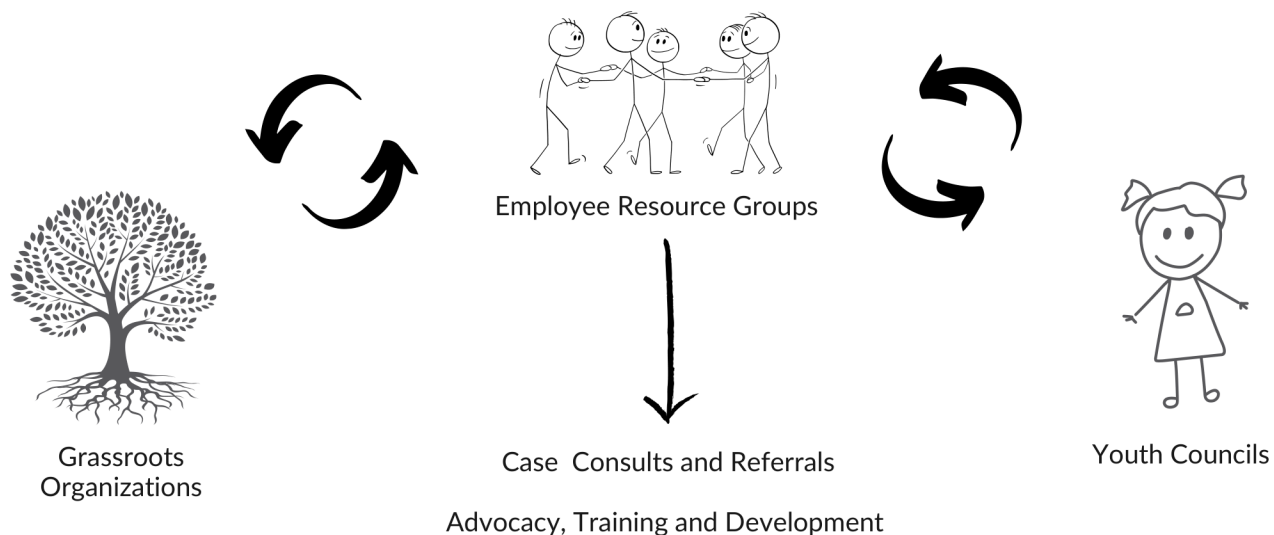 Employee Resource Groups
Grassroots
Organizations
Case Consults and Referrals
Youth Councils
Advocacy, Training and Development